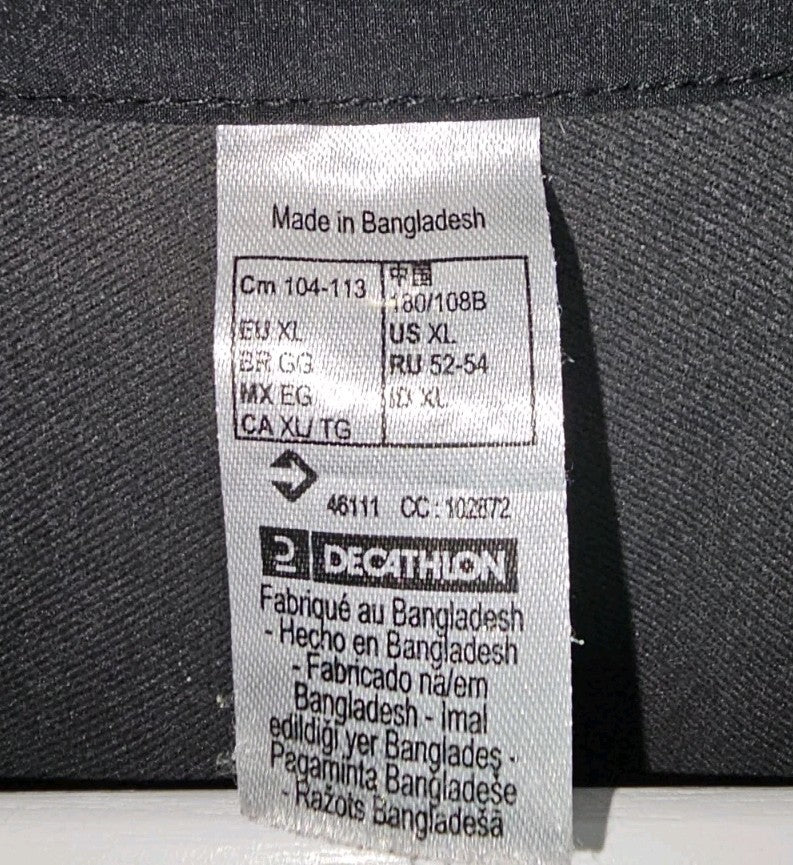 Made in Bangladesh
Cm 104-113
中国
180/108B
EU XL
US XL
BR GG
RU 52-54
MX EG
ID XL
CA XL/ TG
46111 CC : 102872
DECATHLON
Fabriqué au Bangladesh
- Hecho en Bangladesh
- Fabricado na/em
Bangladesh - İmal
edildiği yer Bangladeş -
Pagaminta Bangladeše
- Ražots Bangladešā